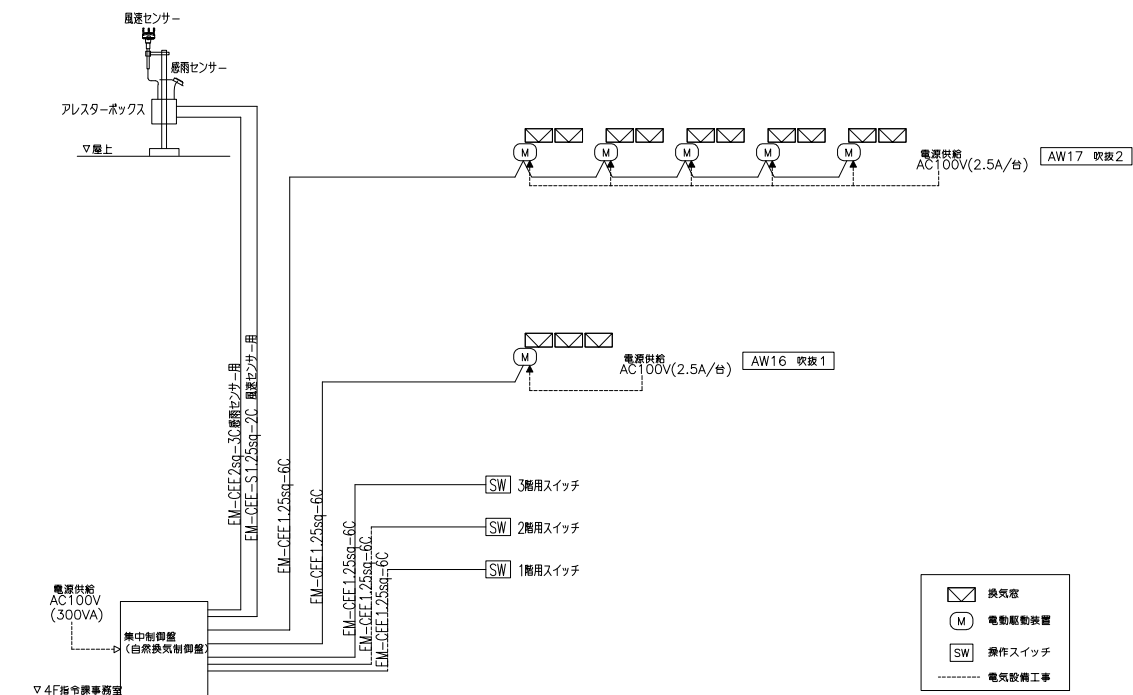 風速センサー
感雨センサー
アレスターボックス
▽屋上
電源供給
AC100V(2.5A/台)
AW17 吹抜2
M
M
M
M
M
電源供給
AC100V(2.5A/台)
AW16 吹抜1
M
EM-CEE2sq-3C感雨センサー用
EM-CEE-S1.25sq-2C 風速センサー用
EM-CEE1.25sq-6C
EM-CEE1.25sq-6C
EM-CEE1.25sq-6C
EM-CEE1.25sq-6C
EM-CEE1.25sq-6C
SW 3階用スイッチ
SW 2階用スイッチ
SW 1階用スイッチ
電源供給
AC100V
(300VA)
集中制御盤
(自然換気制御盤)
▽4F指令課事務室
換気窓
M 電動駆動装置
SW 操作スイッチ
電気設備工事